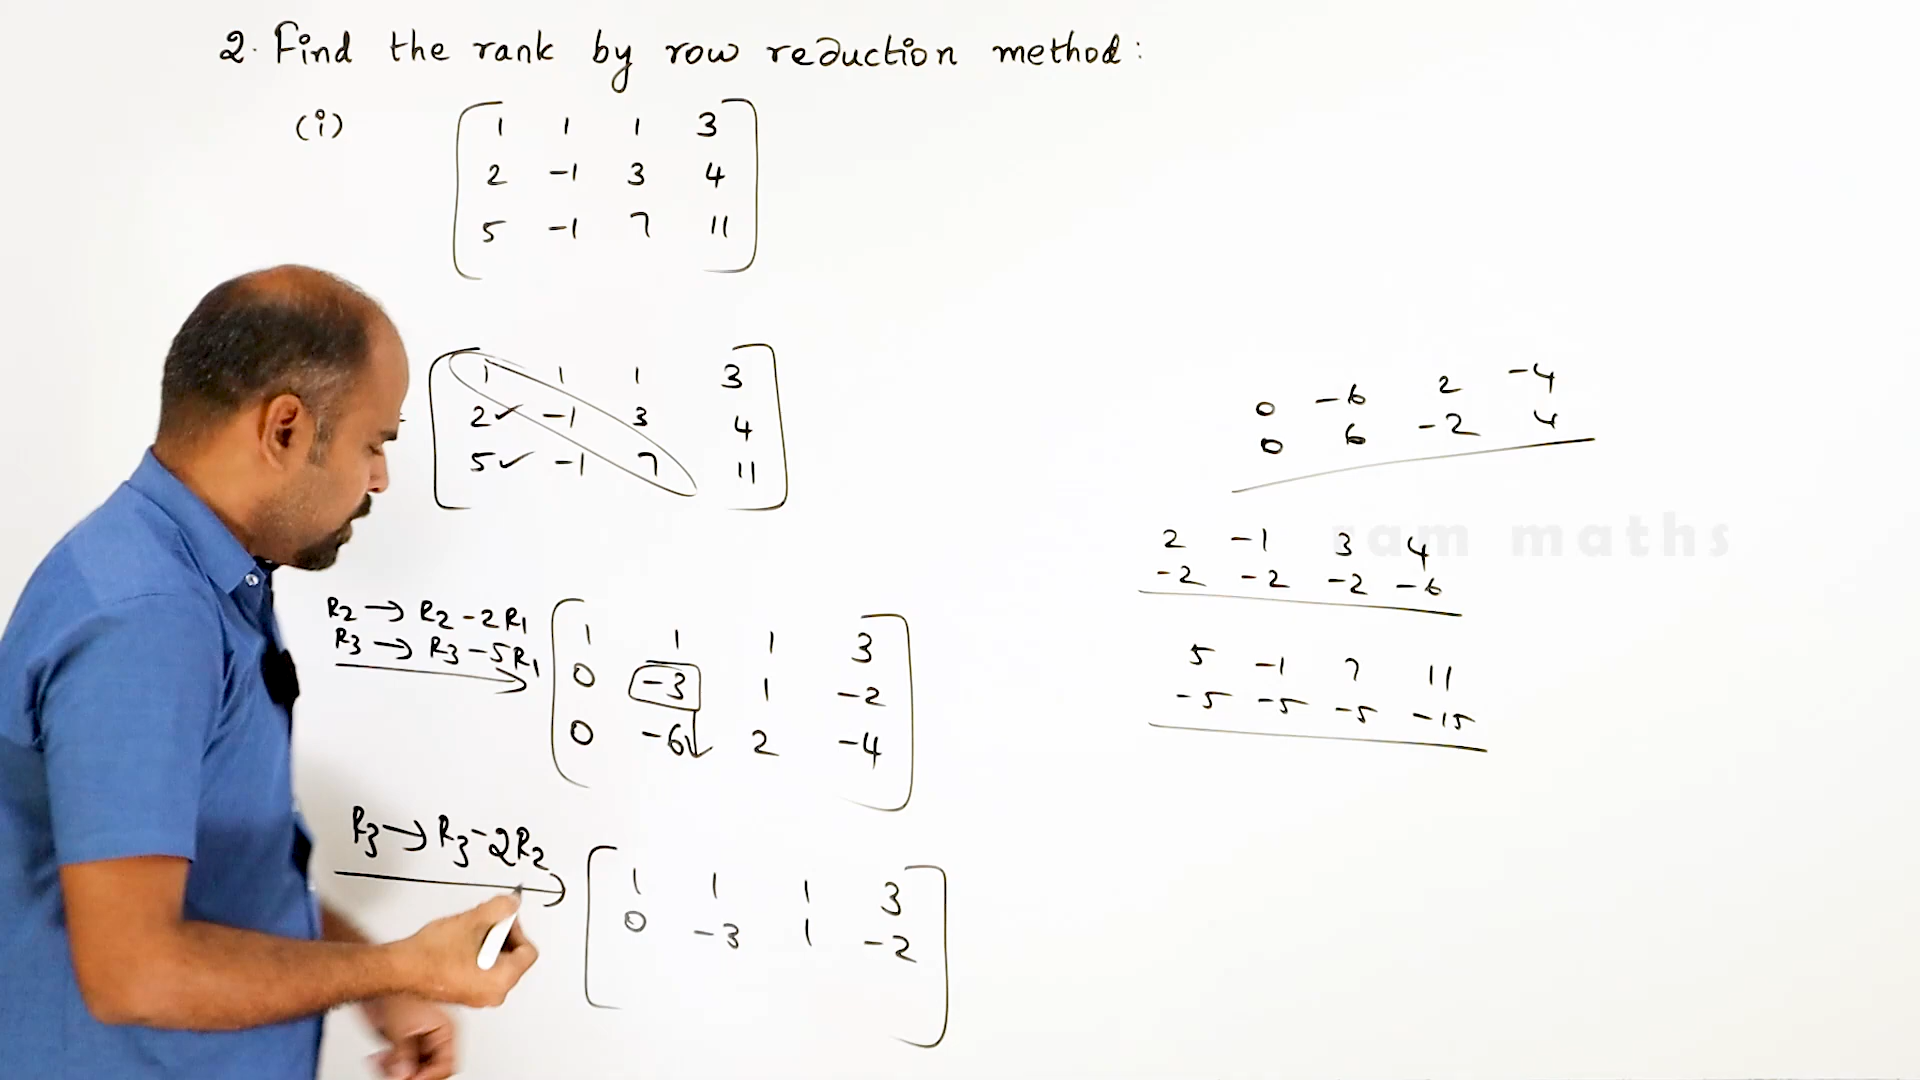 2. Find the rank by row reduction method:
(i)
1 1 1 3
2 -1 3 4
5 -1 7 11
1 1 1 3
2✓ -1 3 4
5✓ -1 7 11
R2 → R2 - 2R1
R3 → R3 - 5R1
1 1 1 3
0 -3 1 -2
0 -6 2 -4
R3 → R3 - 2R2
1 1 1 3
0 -3 1 -2
0 -6 2 -4
0 6 -2 4
2 -1 3 4
-2 -2 -2 -6
5 -1 7 11
-5 -5 -5 -15
ram maths